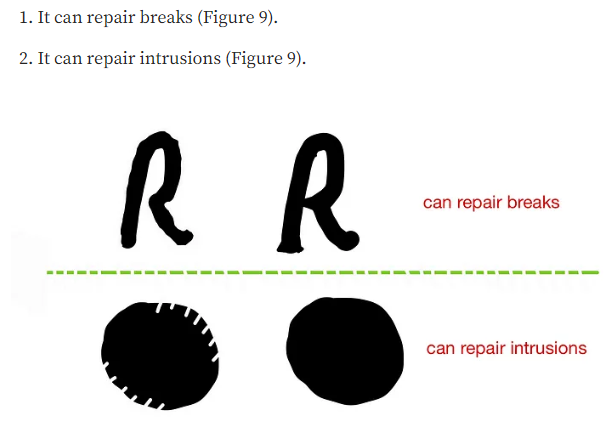 1. It can repair breaks (Figure 9).
2. It can repair intrusions (Figure 9).
R R
can repair breaks
can repair intrusions